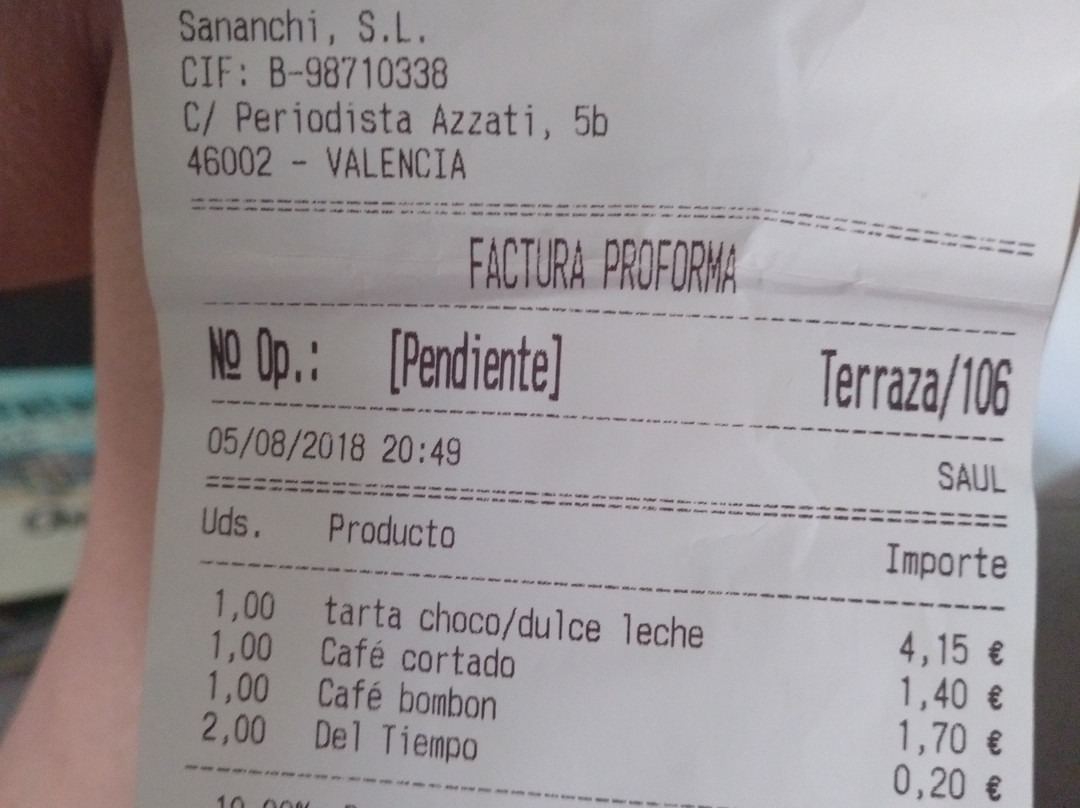 Sananchi, S.L.
CIF: B-98710338
C/ Periodista Azzati, 5b
46002 - VALENCIA
FACTURA PROFORMA
Nº Op.: [Pendiente] Terraza/106
05/08/2018 20:49 SAUL
Uds. Producto Importe
1,00 tarta choco/dulce leche 4,15 €
1,00 Café cortado 1,40 €
1,00 Café bombon 1,70 €
2,00 Del Tiempo 0,20 €